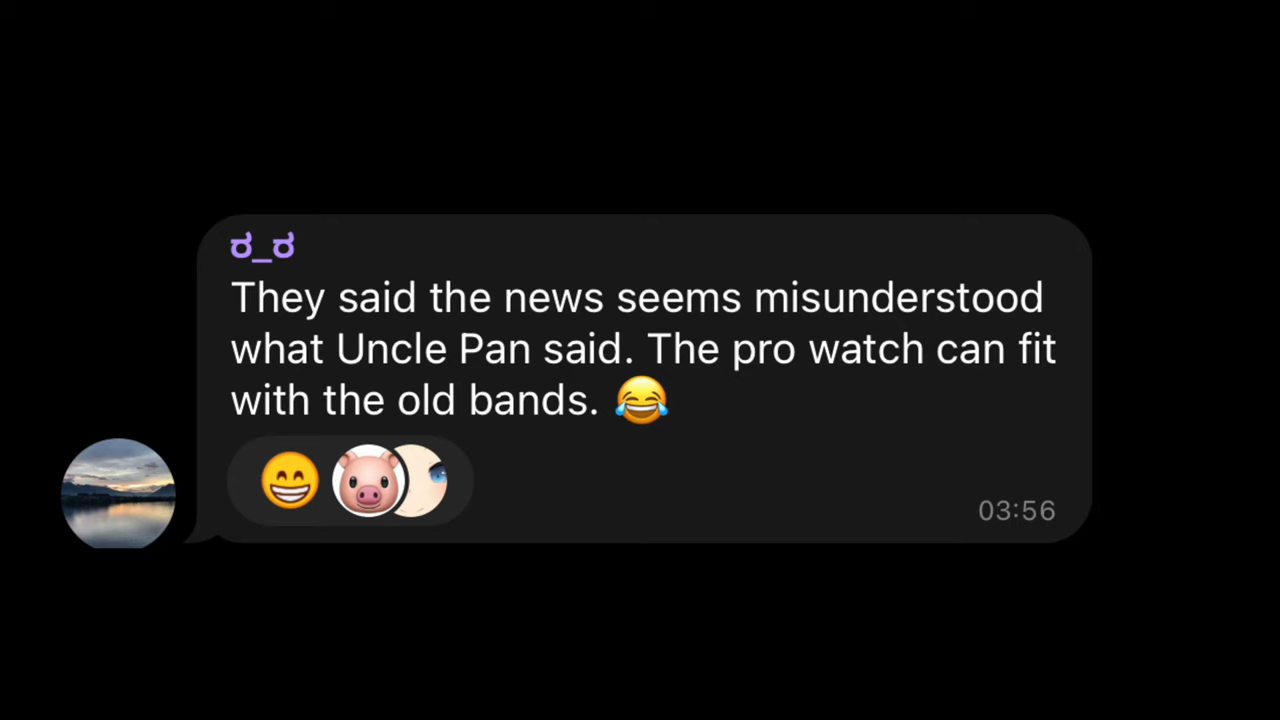 ಠ_ಠ
They said the news seems misunderstood
what Uncle Pan said. The pro watch can fit
with the old bands. 😂
03:56